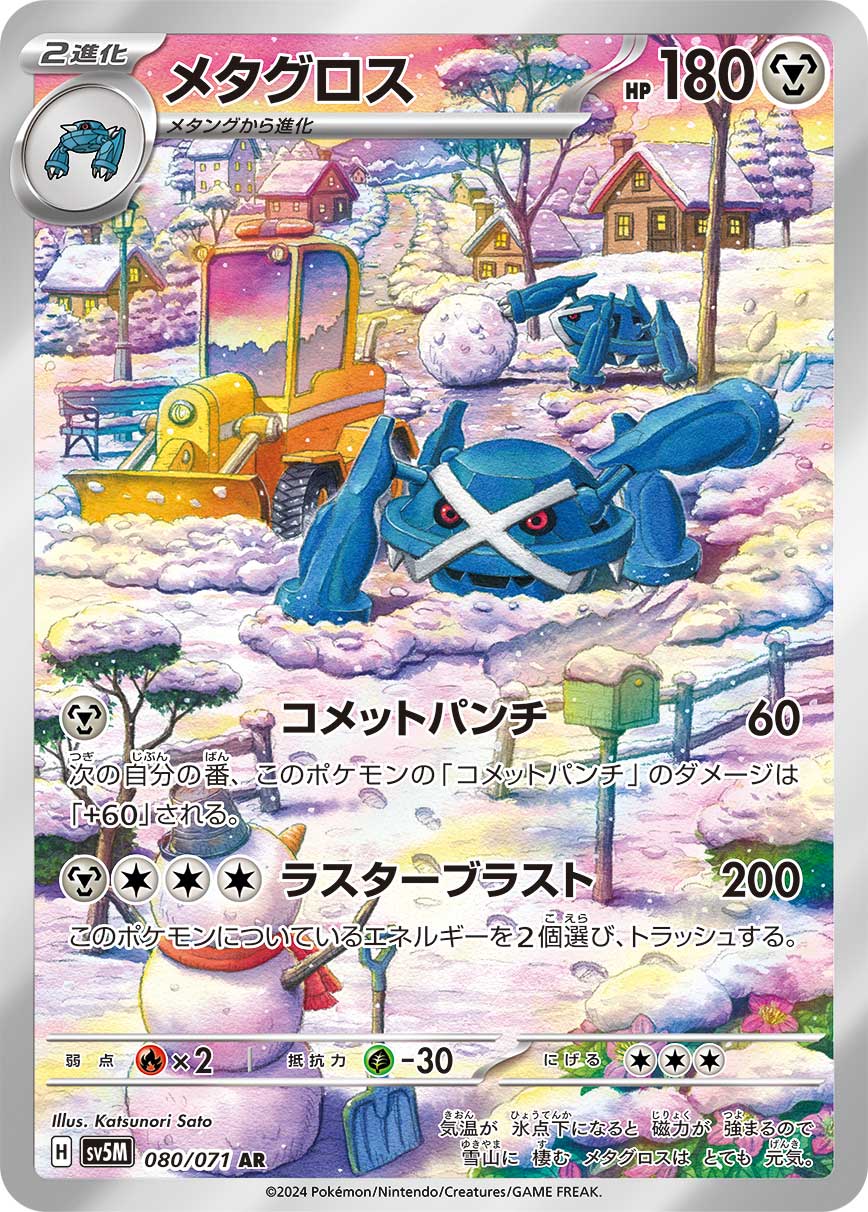 2進化
メタグロス
HP 180
メタングから進化
コメットパンチ 60
次の自分の番、このポケモンの「コメットパンチ」のダメージは
「+60」される。
ラスターブラスト 200
このポケモンについているエネルギーを2個選び、トラッシュする。
弱点 ×2 抵抗力 -30 にげる
Illus. Katsunori Sato
H sv5M 080/071 AR
気温が 氷点下になると 磁力が 強まるので
雪山に 棲む メタグロスは とても 元気。
©2024 Pokémon/Nintendo/Creatures/GAME FREAK.